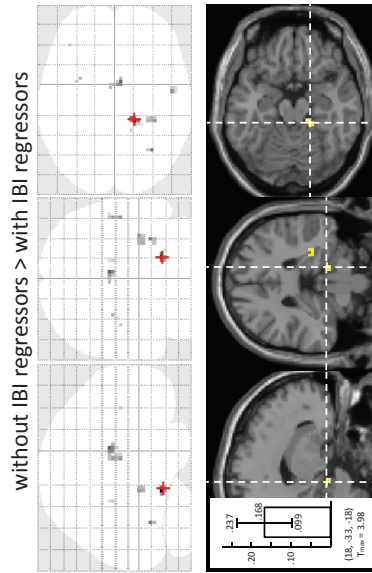 without IBI regressors > with IBI regressors
.20
.10
.237
.168
.099
(18, -33, -18)
Tmax = 3.98